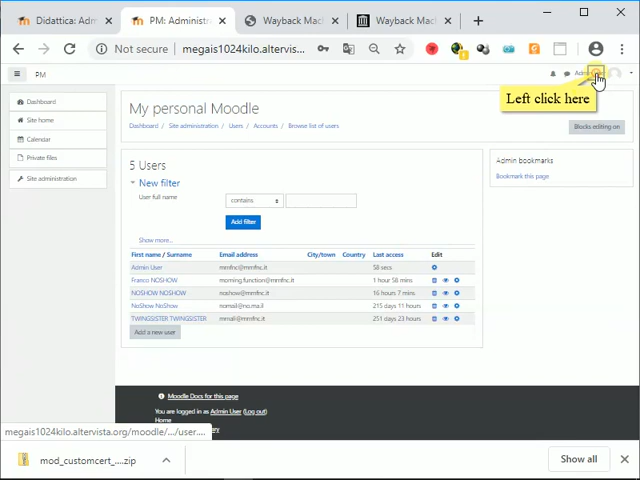 Didattica: Admin
PM: Administra
Wayback Mac
Wayback Mac
Not secure
megais1024kilo.altervis...
PM
Left click here
My personal Moodle
Dashboard / Site administration / Users / Accounts / Browse list of users
Blocks editing on
Dashboard
Site home
Calendar
Private files
Site administration
5 Users
New filter
User full name
contains
Add filter
Show more...
First name / Surname Email address City/town Country Last access Edit
Admin User mmfnc@mmfnc.it 58 secs
Franco NOSHOW morning.function@mmfnc.it 1 hour 58 mins
NOSHOW NOSHOW noshow@mmfnc.it 16 hours 7 mins
NoShow NoShow nomail@no.ma.il 215 days 11 hours
TWINGSISTER TWINGSISTER mmail@mmfnc.it 251 days 23 hours
Add a new user
Admin bookmarks
Bookmark this page
Moodle Docs for this page
You are logged in as Admin User (Log out)
Home
megais1024kilo.altervista.org/moodle/.../user....
mod_customcert_....zip
Show all